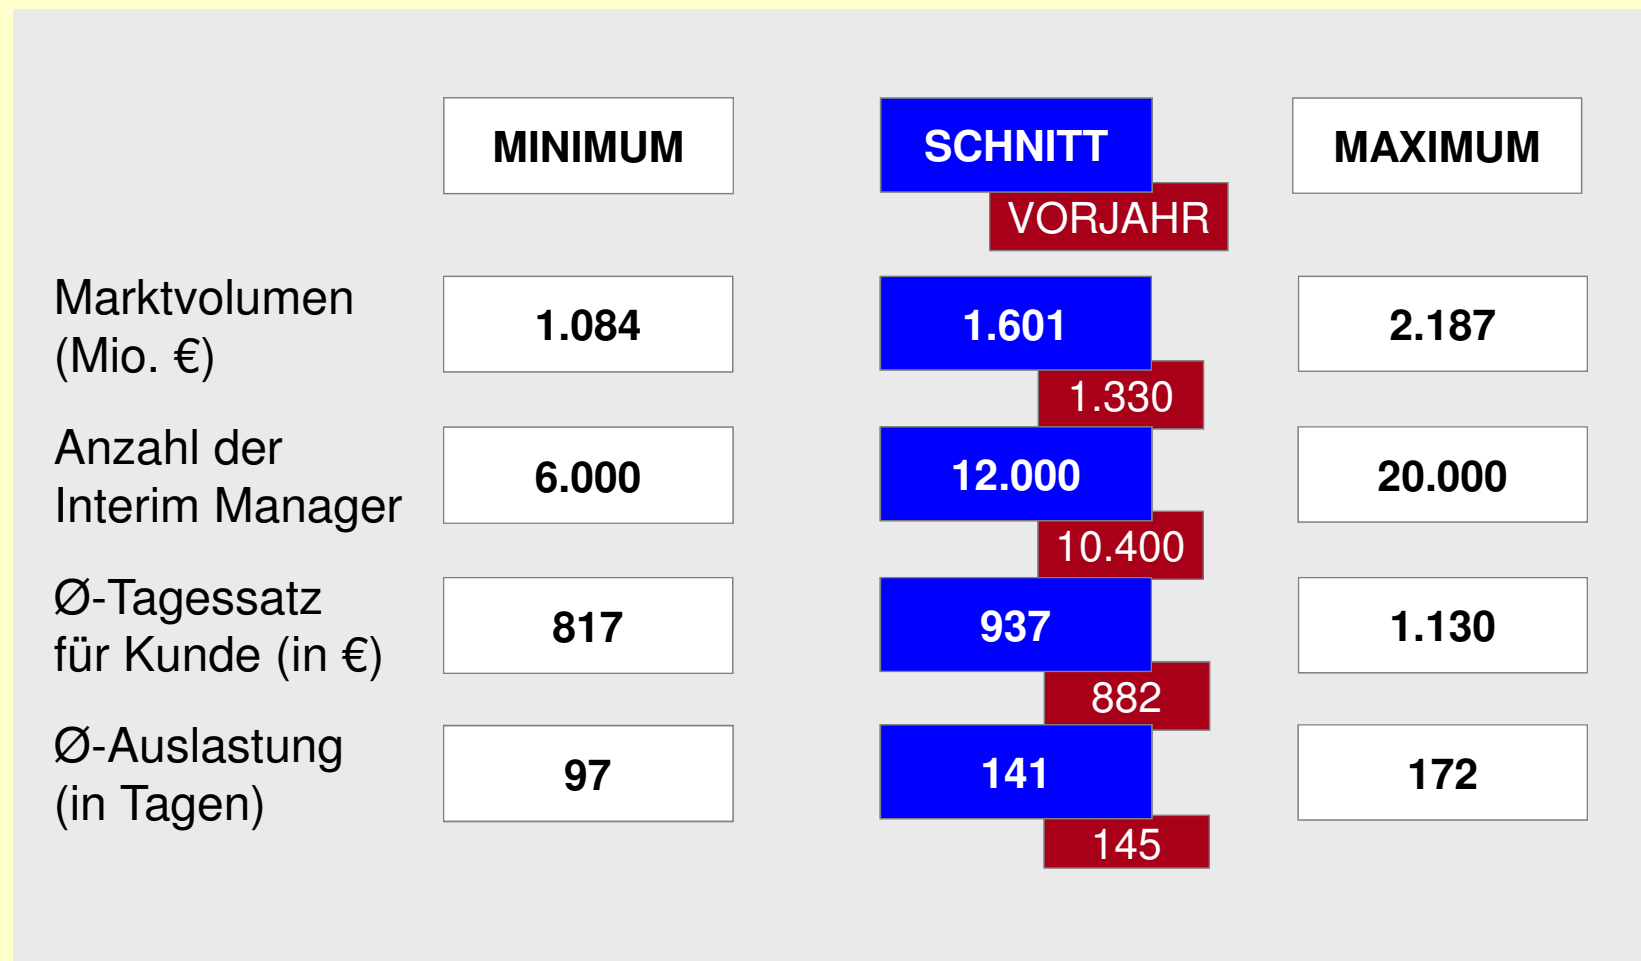 MINIMUM SCHNITT MAXIMUM
VORJAHR
Marktvolumen
(Mio. €)
1.084 1.601 2.187
1.330
Anzahl der
Interim Manager
6.000 12.000 20.000
10.400
Ø-Tagessatz
für Kunde (in €)
817 937 1.130
882
Ø-Auslastung
(in Tagen)
97 141 172
145